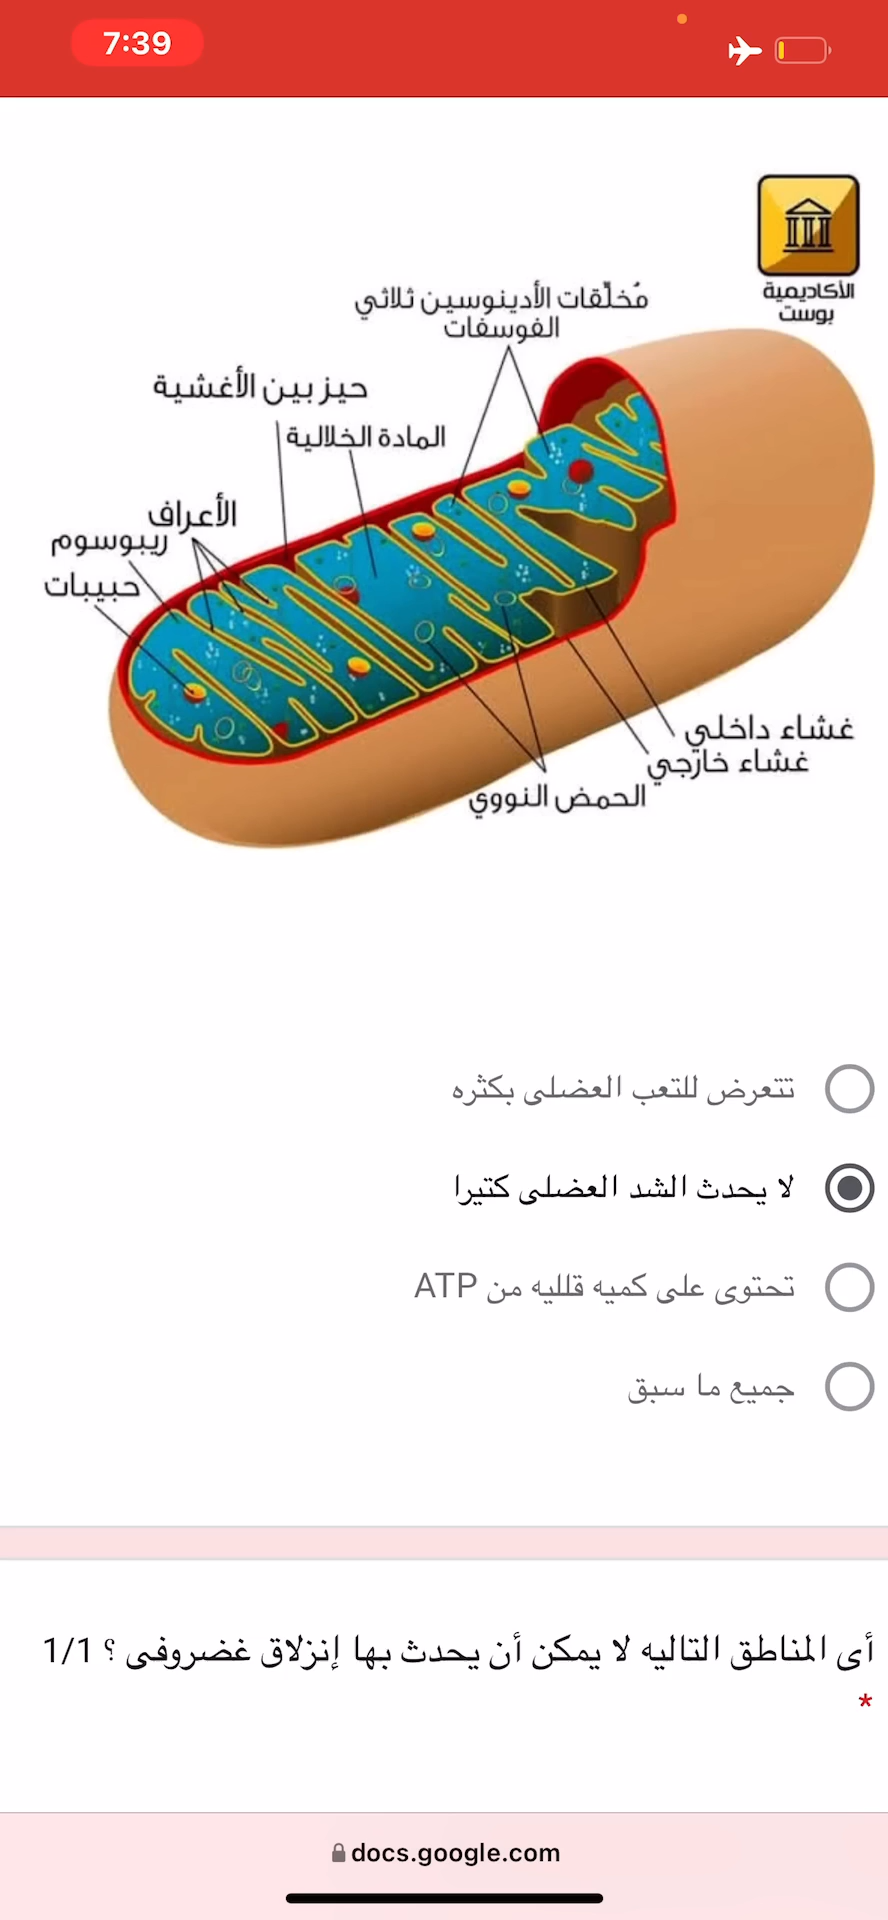 7:39
الأكاديمية
بوست
مُخلّقات الأدينوسين ثلاثي
الفوسفات
حيز بين الأغشية
المادة الخلالية
الأعراف
ريبوسوم
حبيبات
غشاء داخلي
غشاء خارجي
الحمض النووي
تتعرض للتعب العضلى بكثره
لا يحدث الشد العضلى كتيرا
تحتوى على كميه قلليه من ATP
جميع ما سبق
أى المناطق التاليه لا يمكن أن يحدث بها إنزلاق غضروفى ؟ 1/1
*
docs.google.com